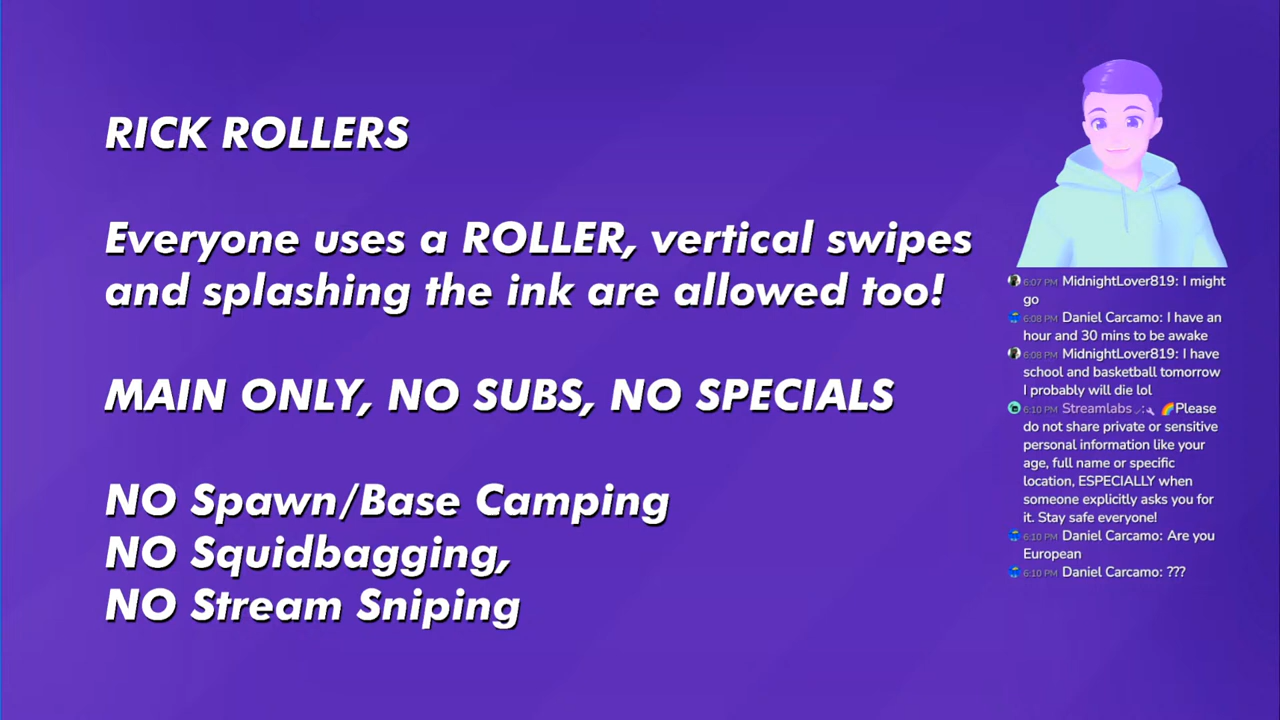 RICK ROLLERS
Everyone uses a ROLLER, vertical swipes
and splashing the ink are allowed too!
MAIN ONLY, NO SUBS, NO SPECIALS
NO Spawn/Base Camping
NO Squidbagging,
NO Stream Sniping
6:07 PM MidnightLover819: I might
go
6:08 PM Daniel Carcamo: I have an
hour and 30 mins to be awake
6:08 PM MidnightLover819: I have
school and basketball tomorrow
I probably will die lol
6:10 PM Streamlabs 🌈Please
do not share private or sensitive
personal information like your
age, full name or specific
location, ESPECIALLY when
someone explicitly asks you for
it. Stay safe everyone!
6:10 PM Daniel Carcamo: Are you
European
6:10 PM Daniel Carcamo: ???